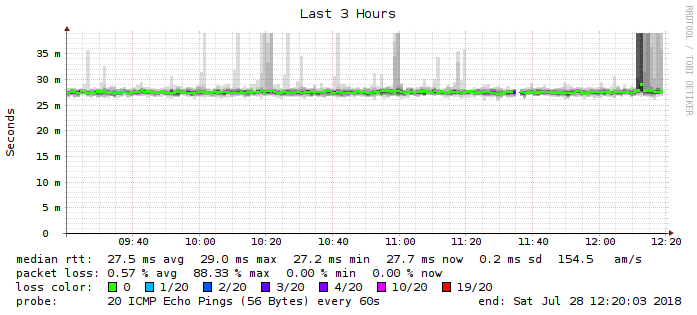 Last 3 Hours
RRDTOOL / TOBI OETIKER
Seconds
35 m
30 m
25 m
20 m
15 m
10 m
5 m
0
09:40 10:00 10:20 10:40 11:00 11:20 11:40 12:00 12:20
median rtt: 27.5 ms avg 29.0 ms max 27.2 ms min 27.7 ms now 0.2 ms sd 154.5 am/s
packet loss: 0.57 % avg 88.33 % max 0.00 % min 0.00 % now
loss color: 0 1/20 2/20 3/20 4/20 10/20 19/20
probe: 20 ICMP Echo Pings (56 Bytes) every 60s end: Sat Jul 28 12:20:03 2018